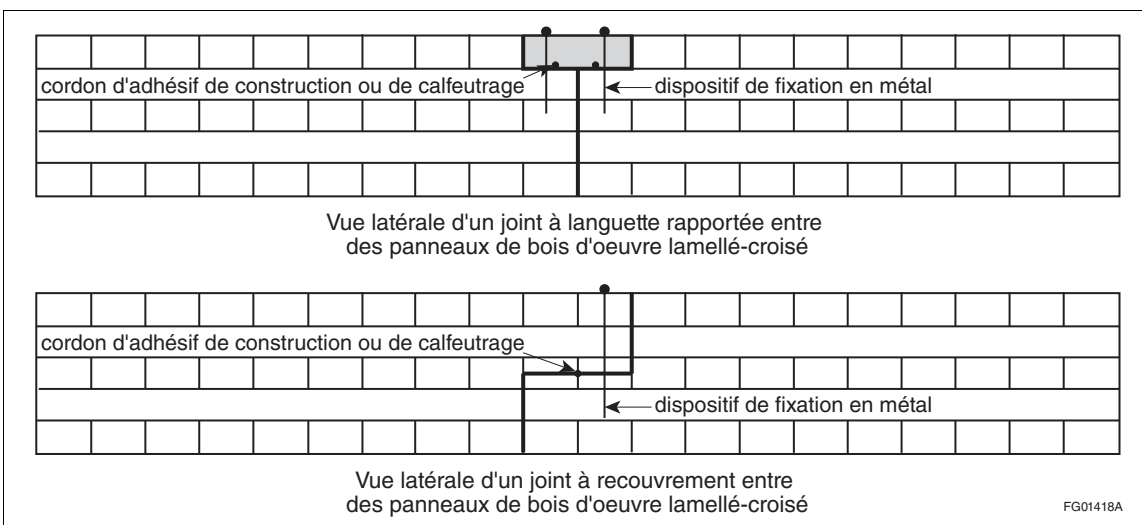 cordon d'adhésif de construction ou de calfeutrage
dispositif de fixation en métal
Vue latérale d'un joint à languette rapportée entre
des panneaux de bois d'oeuvre lamellé-croisé
cordon d'adhésif de construction ou de calfeutrage
dispositif de fixation en métal
Vue latérale d'un joint à recouvrement entre
des panneaux de bois d'oeuvre lamellé-croisé
FG01418A